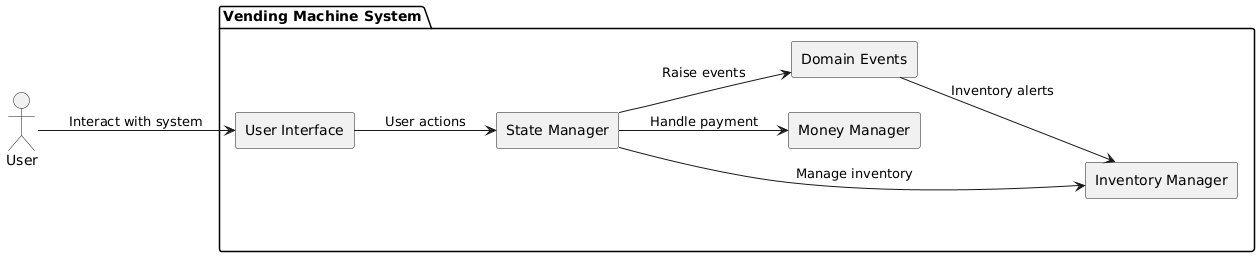 Vending Machine System
Domain Events
Raise events
Inventory alerts
Interact with system
User Interface
User actions
State Manager
Handle payment
Money Manager
User
Manage inventory
Inventory Manager